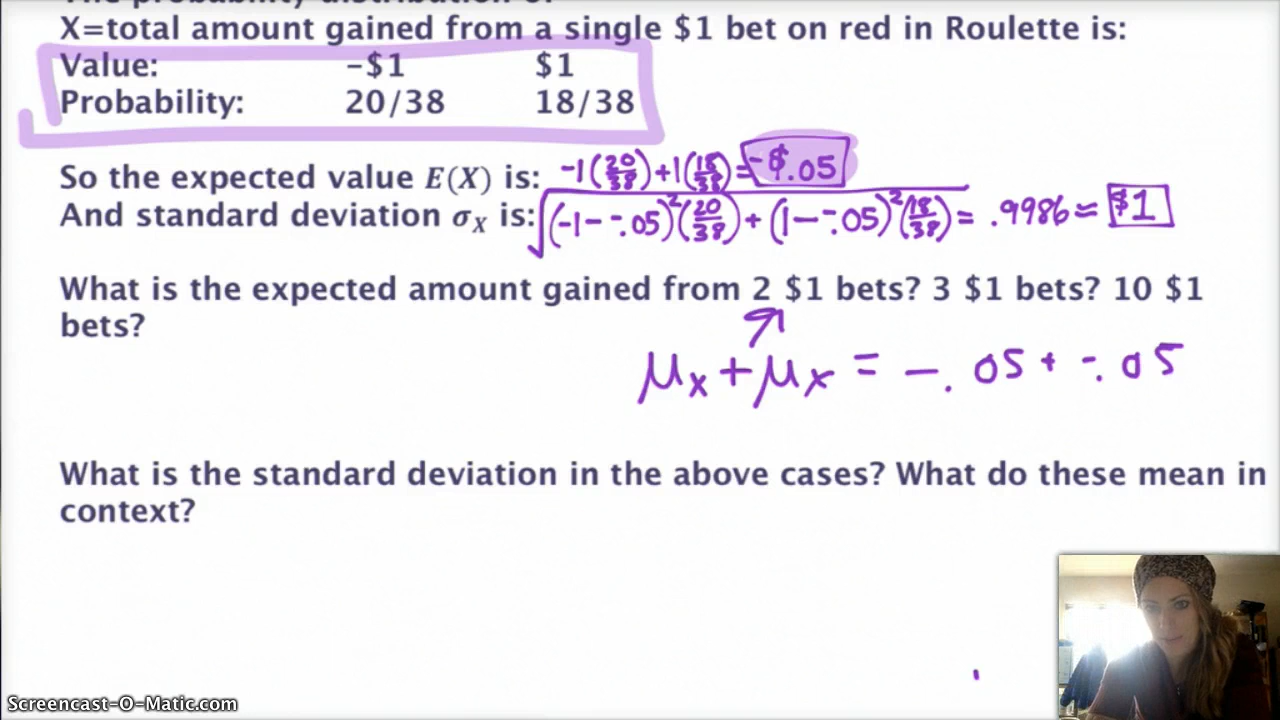 X=total amount gained from a single $1 bet on red in Roulette is:
Value: -$1 $1
Probability: 20/38 18/38
So the expected value E(X) is: -1(20/38)+1(18/38)= -$.05
And standard deviation σ_X is: √(-1--.05)²(20/38)+(1--.05)²(18/38)= .9986≈ $1
What is the expected amount gained from 2 $1 bets? 3 $1 bets? 10 $1
bets?
μx+μx = -.05+-.05
What is the standard deviation in the above cases? What do these mean in
context?
Screencast-O-Matic.com